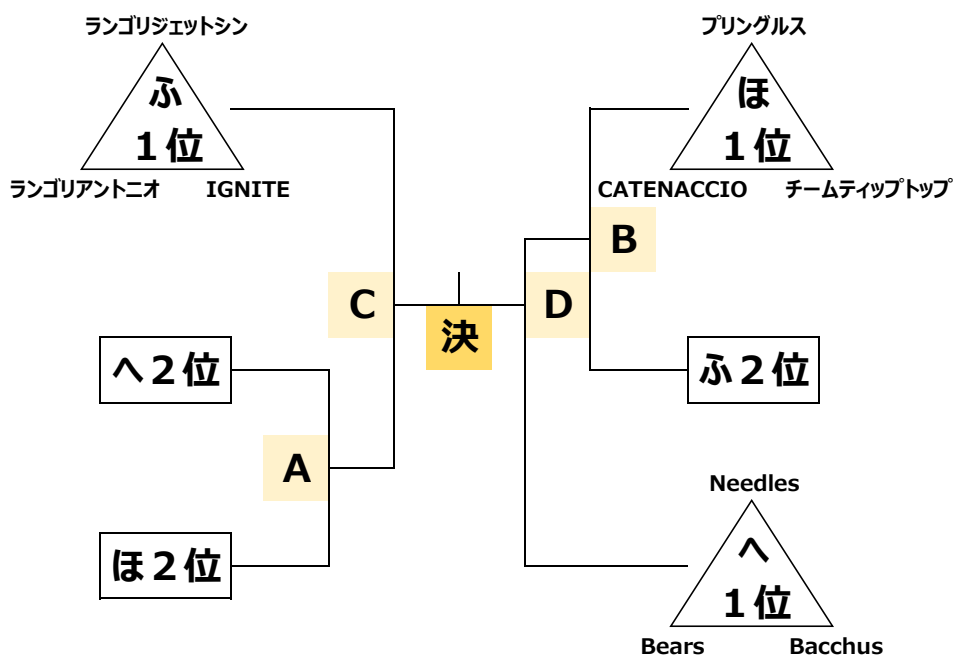 ランゴリジェットシン
ふ
1位
ランゴリアントニオ
IGNITE
プリングルス
ほ
1位
CATENACCIO
チームティップトップ
B
C
D
決
へ2位
ふ2位
A
ほ2位
Needles
へ
1位
Bears
Bacchus